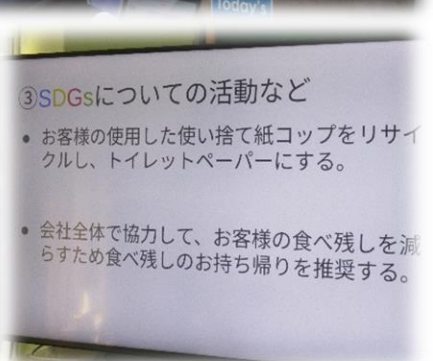 Today's
③SDGsについての活動など
• お客様の使用した使い捨て紙コップをリサイ
クルし、トイレットペーパーにする。
• 会社全体で協力して、お客様の食べ残しを減
らすため食べ残しのお持ち帰りを推奨する。